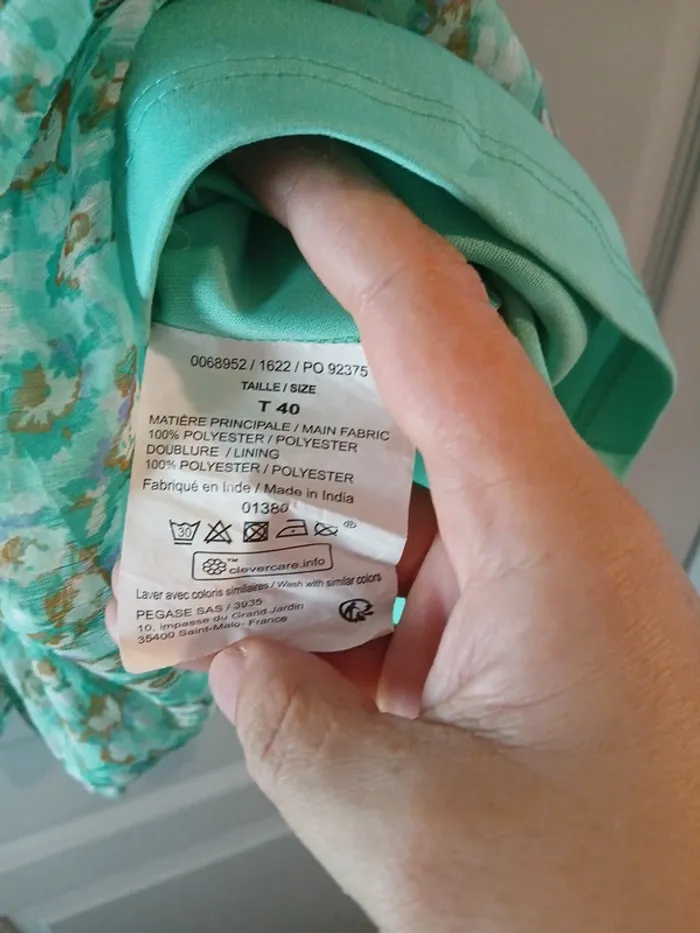 0068952 / 1622 / PO 92375
TAILLE / SIZE
T 40
MATIÈRE PRINCIPALE / MAIN FABRIC
100% POLYESTER / POLYESTER
DOUBLURE / LINING
100% POLYESTER / POLYESTER
Fabriqué en Inde / Made in India
01380
30 ®
™ clevercare.info
Laver avec coloris similaires / Wash with similar colors
PEGASE SAS / 3935
10, impasse du Grand Jardin
35400 Saint-Malo- France